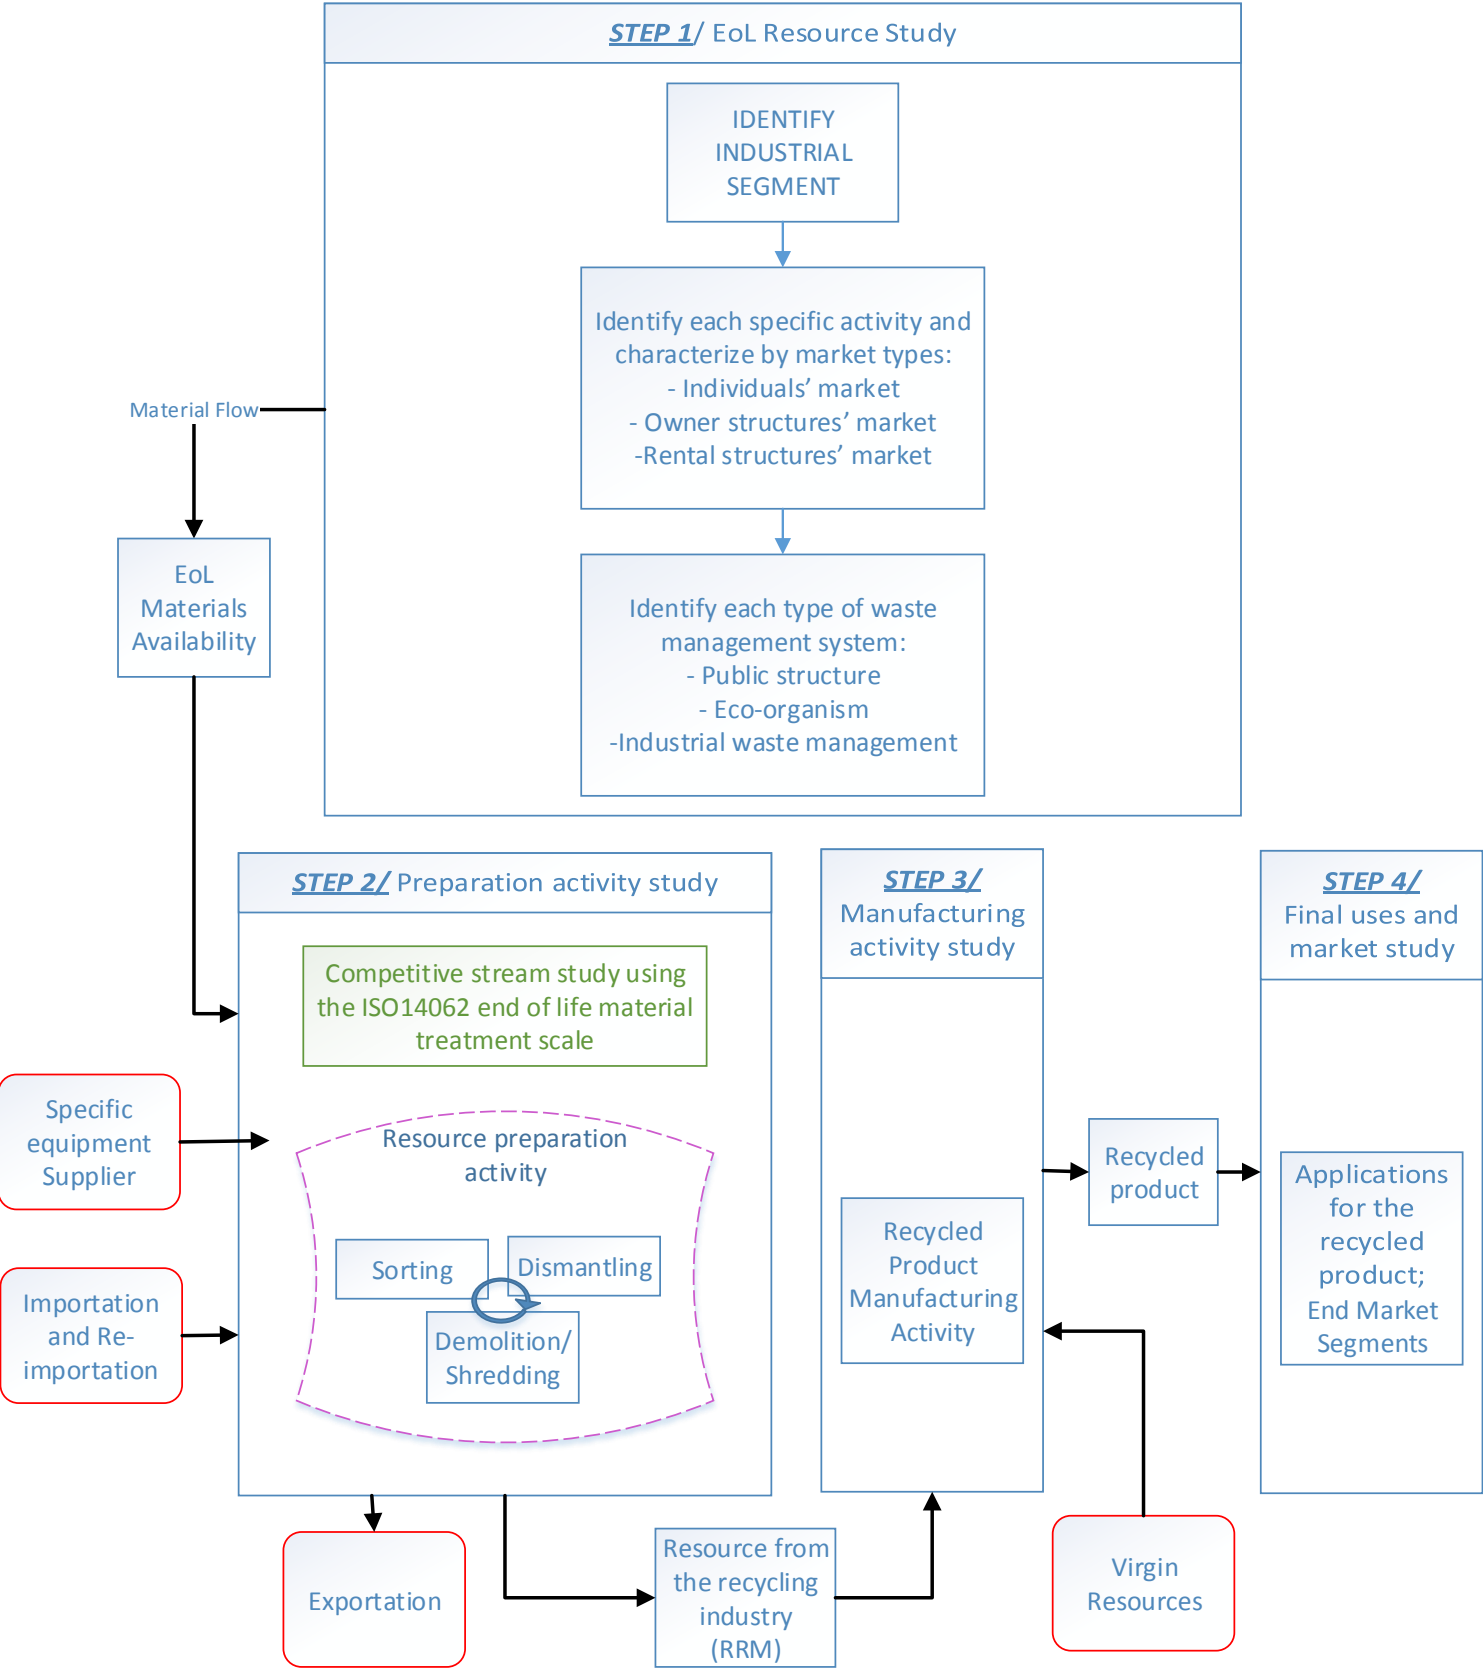 STEP 1/ EoL Resource Study
IDENTIFY
INDUSTRIAL
SEGMENT
Identify each specific activity and
characterize by market types:
- Individuals’ market
- Owner structures’ market
-Rental structures’ market
Material Flow
EoL
Materials
Availability
Identify each type of waste
management system:
- Public structure
- Eco-organism
-Industrial waste management
STEP 2/ Preparation activity study
Competitive stream study using
the ISO14062 end of life material
treatment scale
Specific
equipment
Supplier
Resource preparation
activity
Sorting
Dismantling
Demolition/
Shredding
Importation
and Re-
importation
Exportation
Resource from
the recycling
industry
(RRM)
STEP 3/
Manufacturing
activity study
Recycled
Product
Manufacturing
Activity
Recycled
product
Virgin
Resources
STEP 4/
Final uses and
market study
Applications
for the
recycled
product;
End Market
Segments